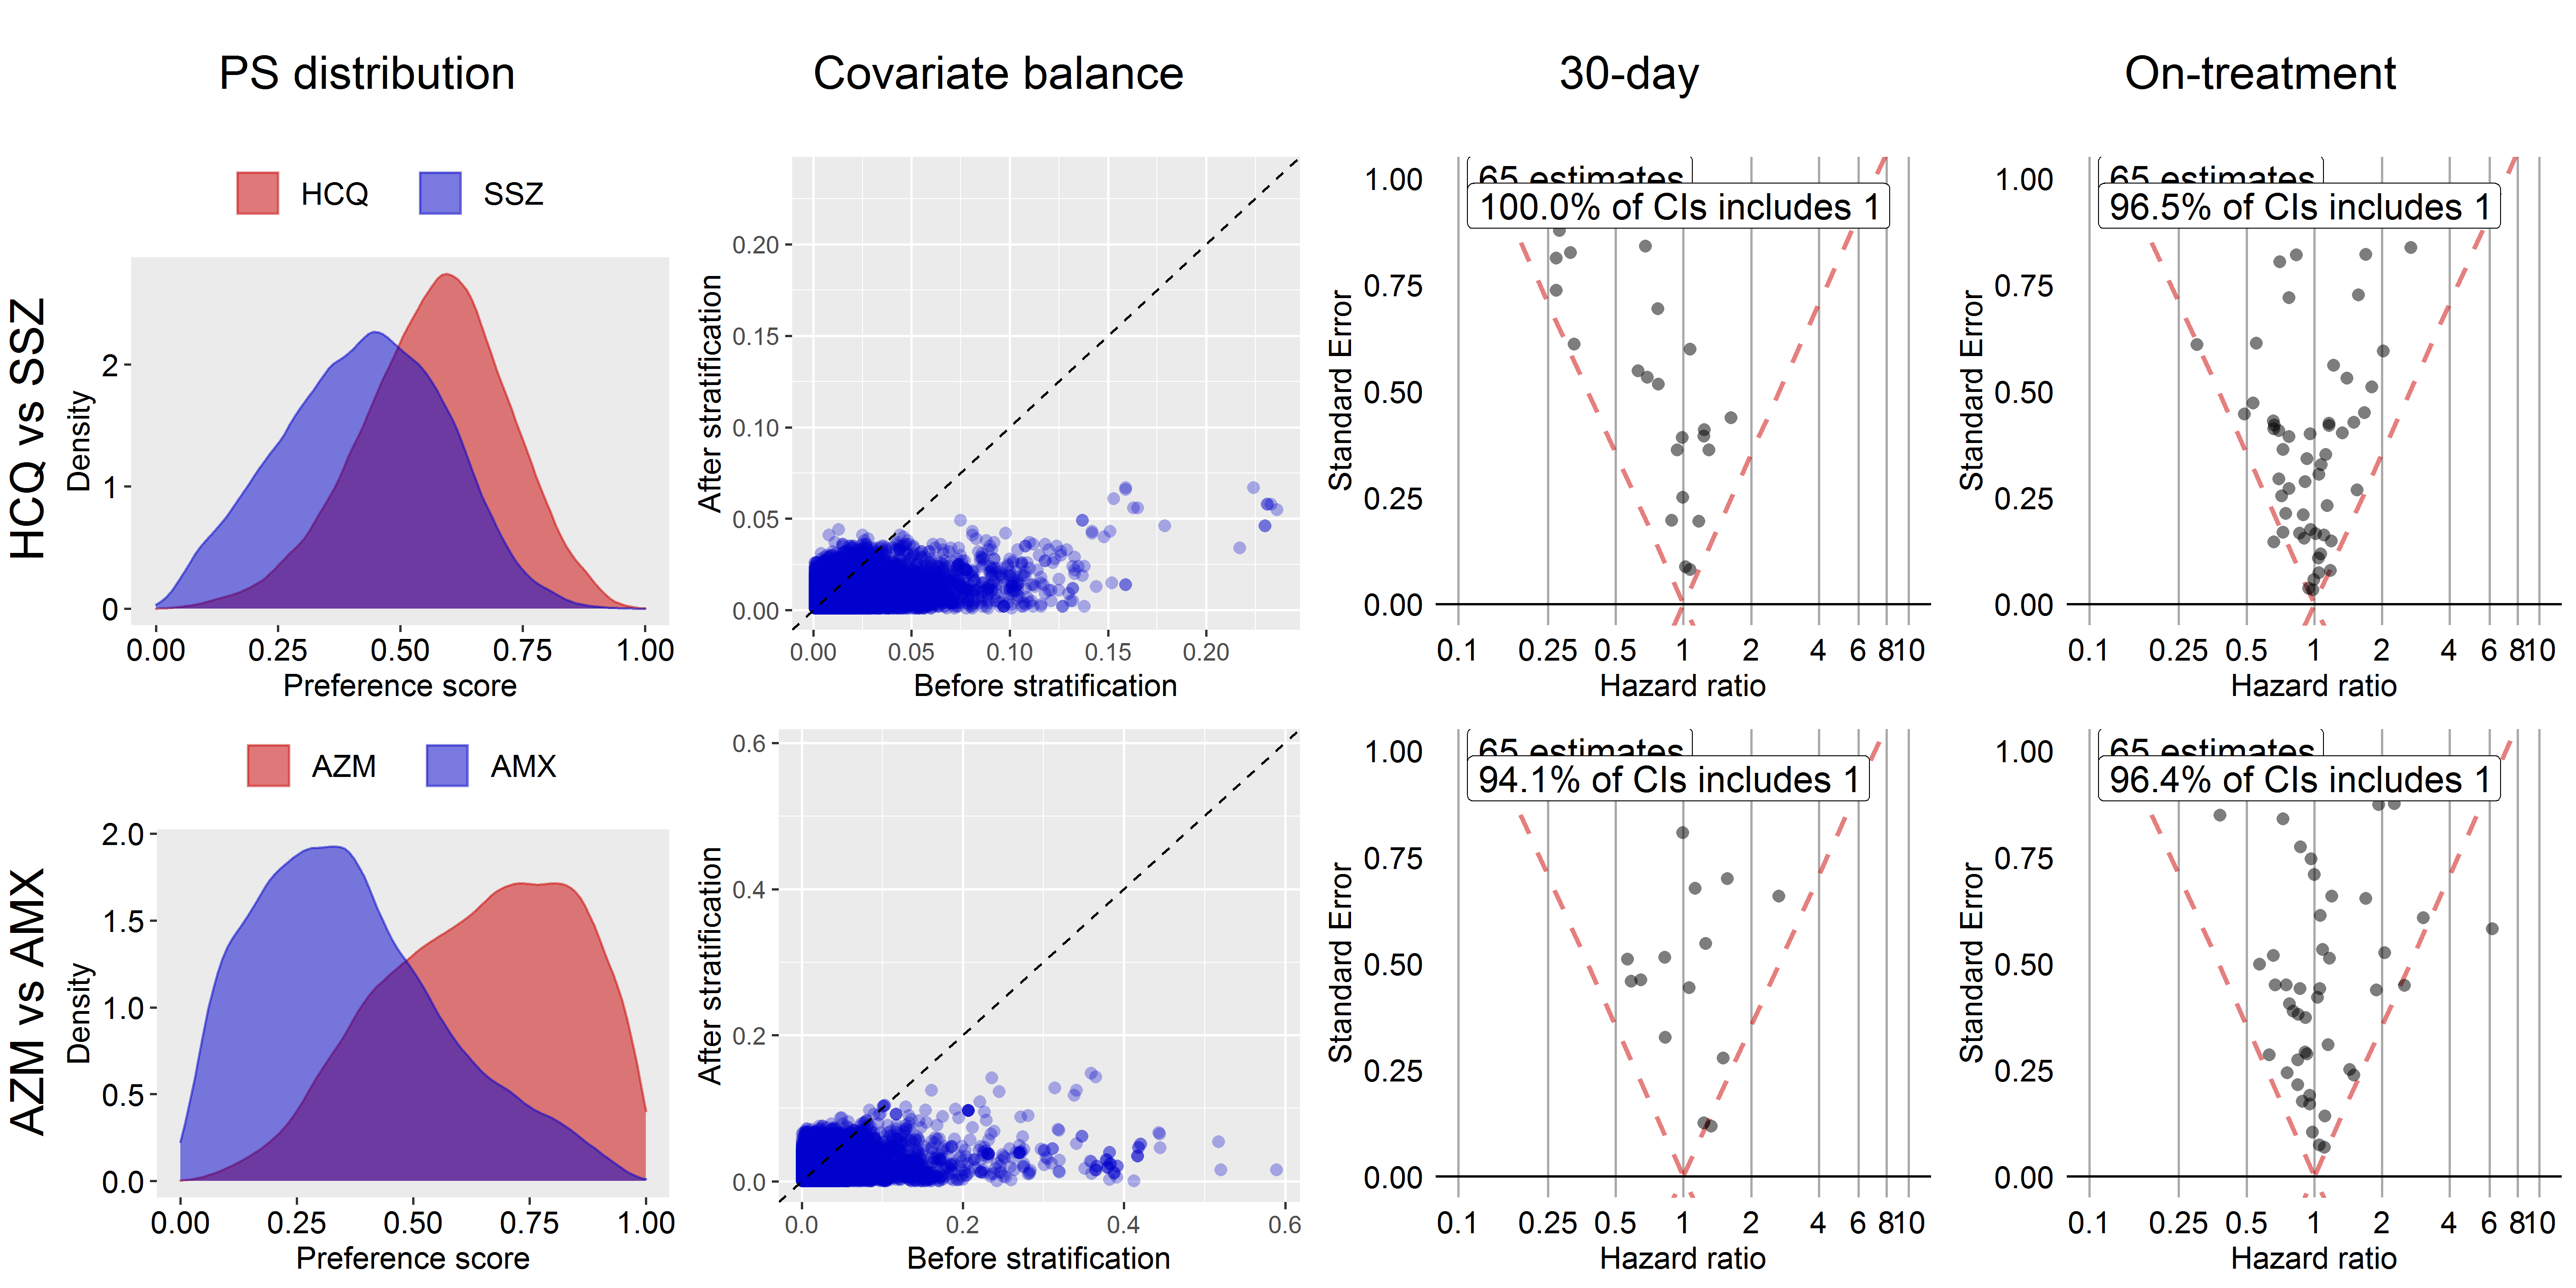 PS distribution
Covariate balance
30-day
On-treatment
HCQ vs SSZ
HCQ SSZ
Density
2
1
0
0.00 0.25 0.50 0.75 1.00
Preference score
After stratification
0.20
0.15
0.10
0.05
0.00
0.00 0.05 0.10 0.15 0.20
Before stratification
65 estimates
100.0% of CIs includes 1
Standard Error
1.00
0.75
0.50
0.25
0.00
0.1 0.25 0.5 1 2 4 6 8 10
Hazard ratio
65 estimates
96.5% of CIs includes 1
Standard Error
1.00
0.75
0.50
0.25
0.00
0.1 0.25 0.5 1 2 4 6 8 10
Hazard ratio
AZM vs AMX
AZM AMX
Density
2.0
1.5
1.0
0.5
0.0
0.00 0.25 0.50 0.75 1.00
Preference score
After stratification
0.6
0.4
0.2
0.0
0.0 0.2 0.4 0.6
Before stratification
65 estimates
94.1% of CIs includes 1
Standard Error
1.00
0.75
0.50
0.25
0.00
0.1 0.25 0.5 1 2 4 6 8 10
Hazard ratio
65 estimates
96.4% of CIs includes 1
Standard Error
1.00
0.75
0.50
0.25
0.00
0.1 0.25 0.5 1 2 4 6 8 10
Hazard ratio